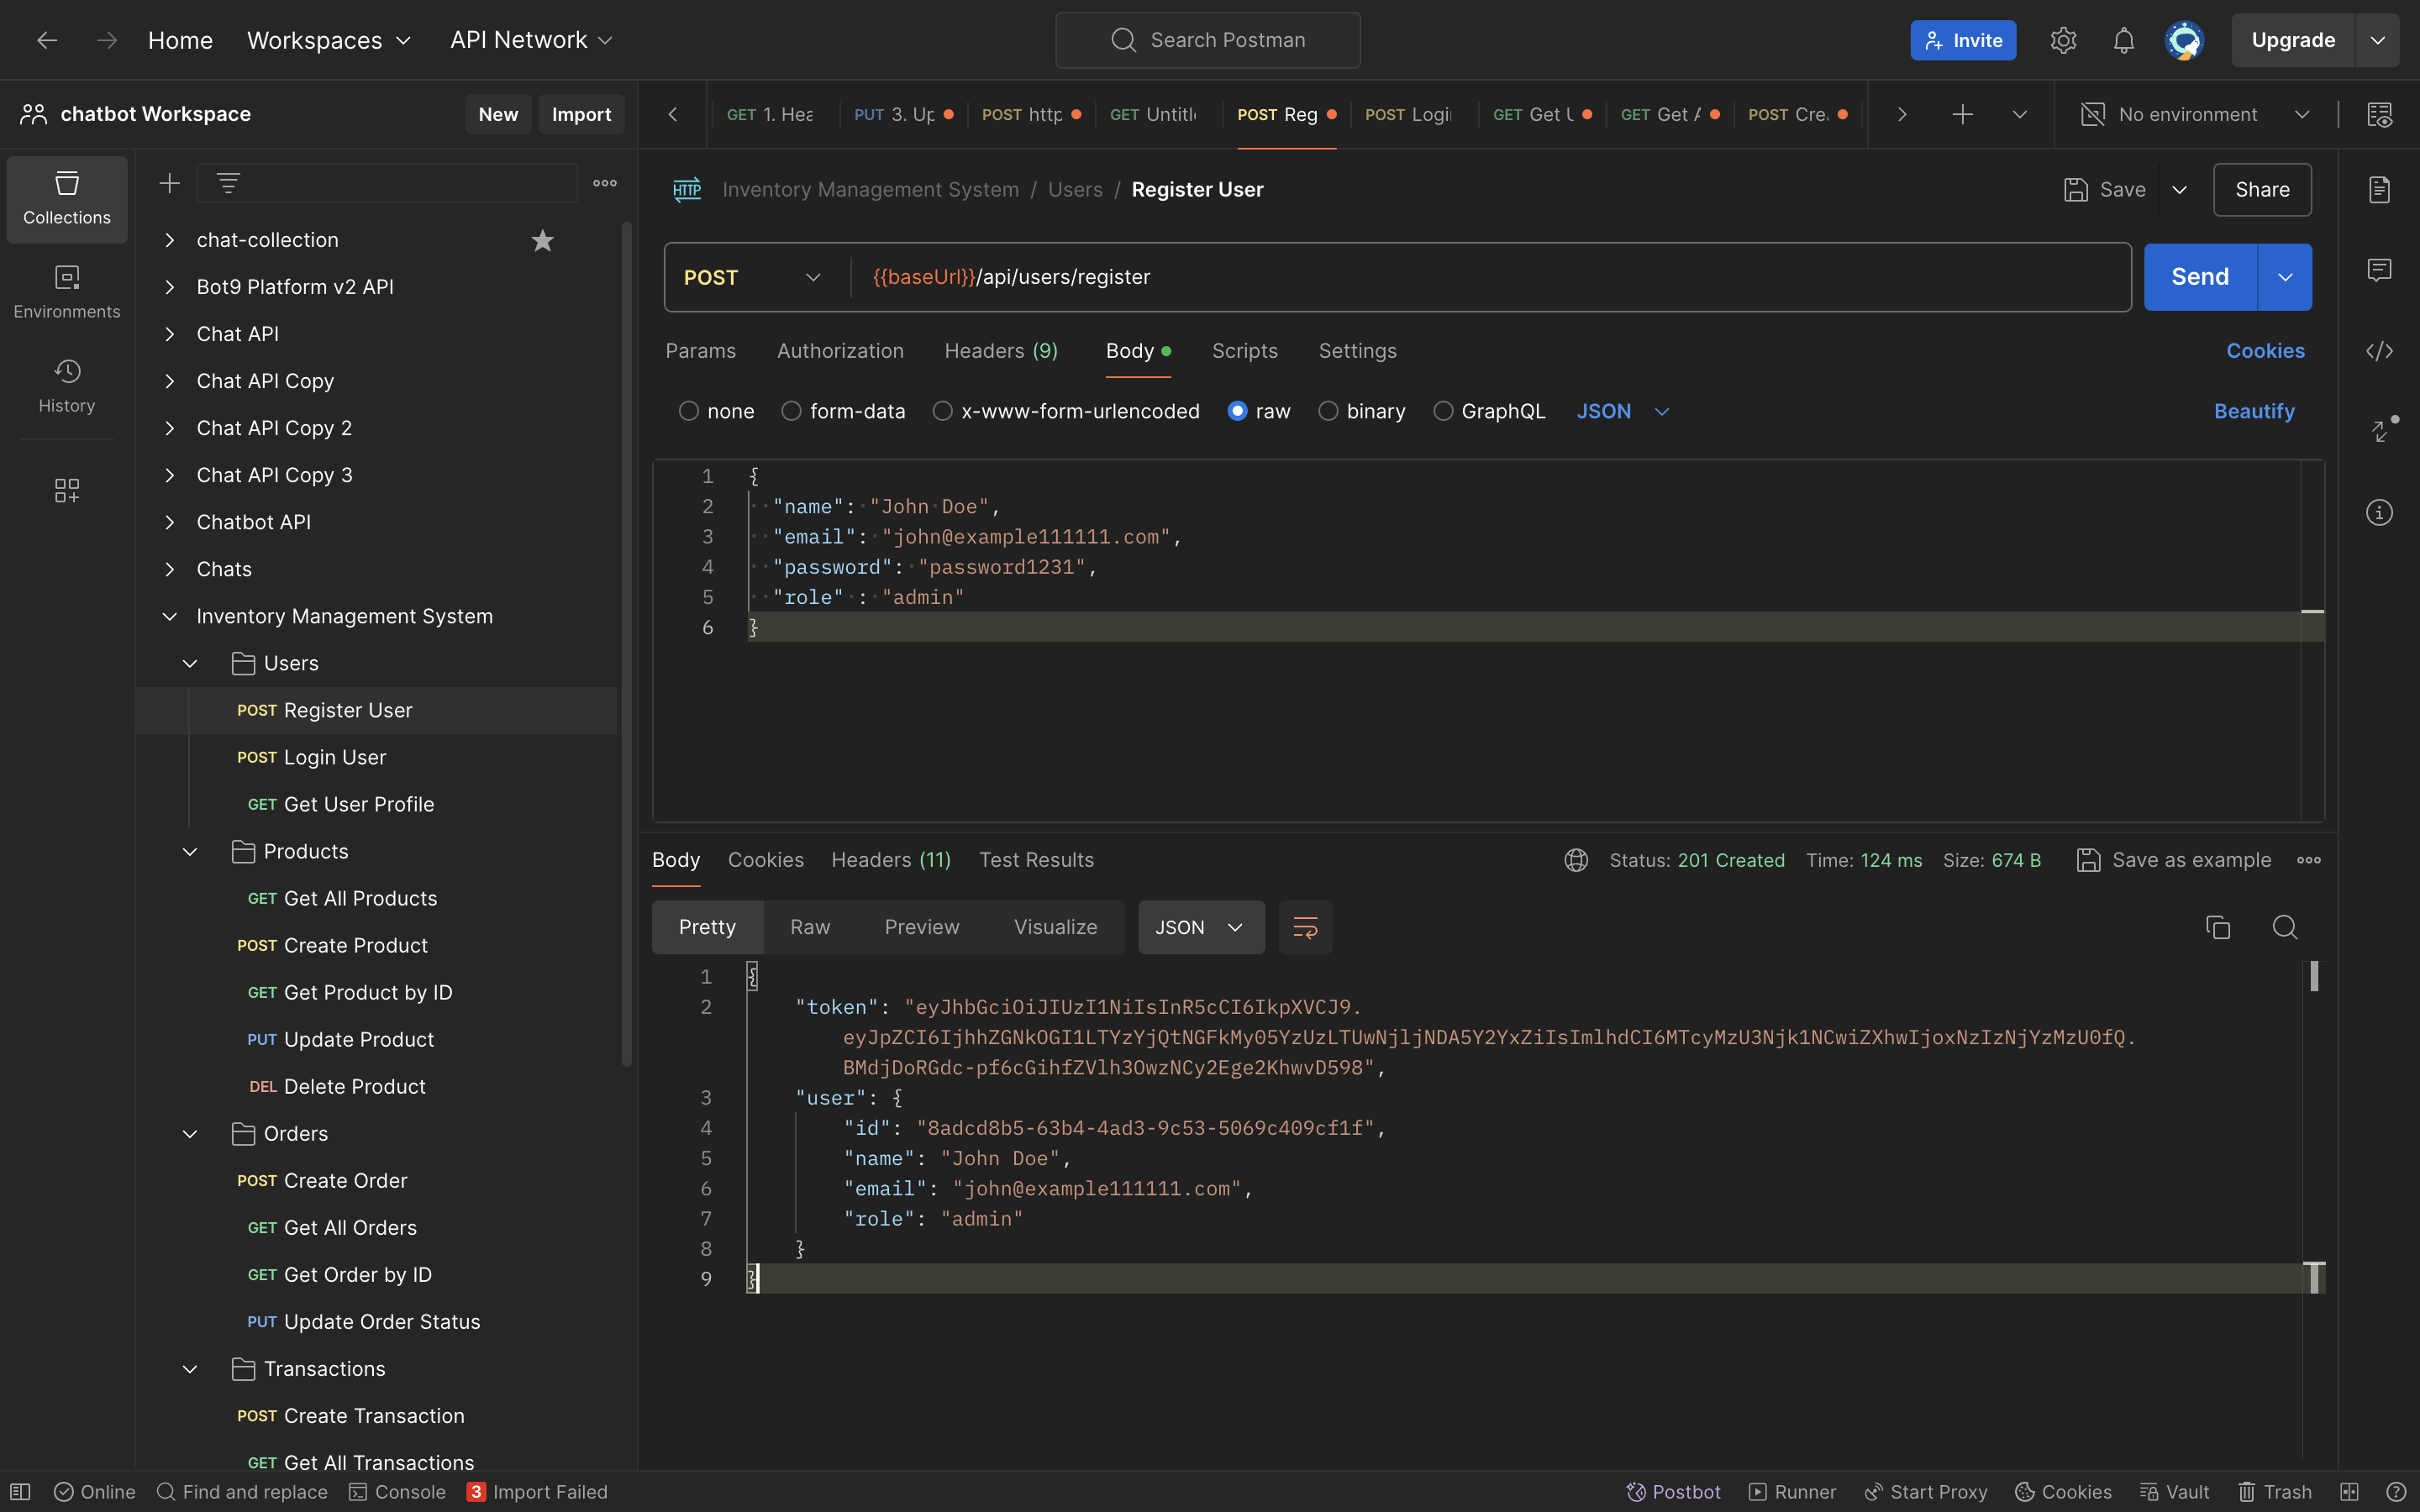 Home Workspaces API Network Search Postman Invite Upgrade
chatbot Workspace New Import
GET 1. Hea PUT 3. Up POST http GET Untitl POST Reg POST Logi GET Get U GET Get A POST Cre No environment
Collections
Environments
History
chat-collection
Bot9 Platform v2 API
Chat API
Chat API Copy
Chat API Copy 2
Chat API Copy 3
Chatbot API
Chats
Inventory Management System
Users
POST Register User
POST Login User
GET Get User Profile
Products
GET Get All Products
POST Create Product
GET Get Product by ID
PUT Update Product
DEL Delete Product
Orders
POST Create Order
GET Get All Orders
GET Get Order by ID
PUT Update Order Status
Transactions
POST Create Transaction
GET Get All Transactions
HTTP Inventory Management System / Users / Register User Save Share
POST {{baseUrl}}/api/users/register Send
Params Authorization Headers (9) Body Scripts Settings Cookies
none form-data x-www-form-urlencoded raw binary GraphQL JSON Beautify
1 {
2 "name": "John Doe",
3 "email": "john@example111111.com",
4 "password": "password1231",
5 "role" : "admin"
6 }
Body Cookies Headers (11) Test Results Status: 201 Created Time: 124 ms Size: 674 B Save as example
Pretty Raw Preview Visualize JSON
1 {
2 "token": "eyJhbGciOiJIUzI1NiIsInR5cCI6IkpXVCJ9.
eyJpZCI6IjhhZGNkOGI1LTYzYjQtNGFkMy05YzUzLTUwNjljNDA5Y2YxZiIsImlhdCI6MTcyMzU3Njk1NCwiZXhwIjoxNzIzNjYzMzU0fQ.
BMdjDoRGdc-pf6cGihfZVlh3OwzNCy2Ege2KhwvD598",
3 "user": {
4 "id": "8adcd8b5-63b4-4ad3-9c53-5069c409cf1f",
5 "name": "John Doe",
6 "email": "john@example111111.com",
7 "role": "admin"
8 }
9 }
Online Find and replace Console 3 Import Failed Postbot Runner Start Proxy Cookies Vault Trash